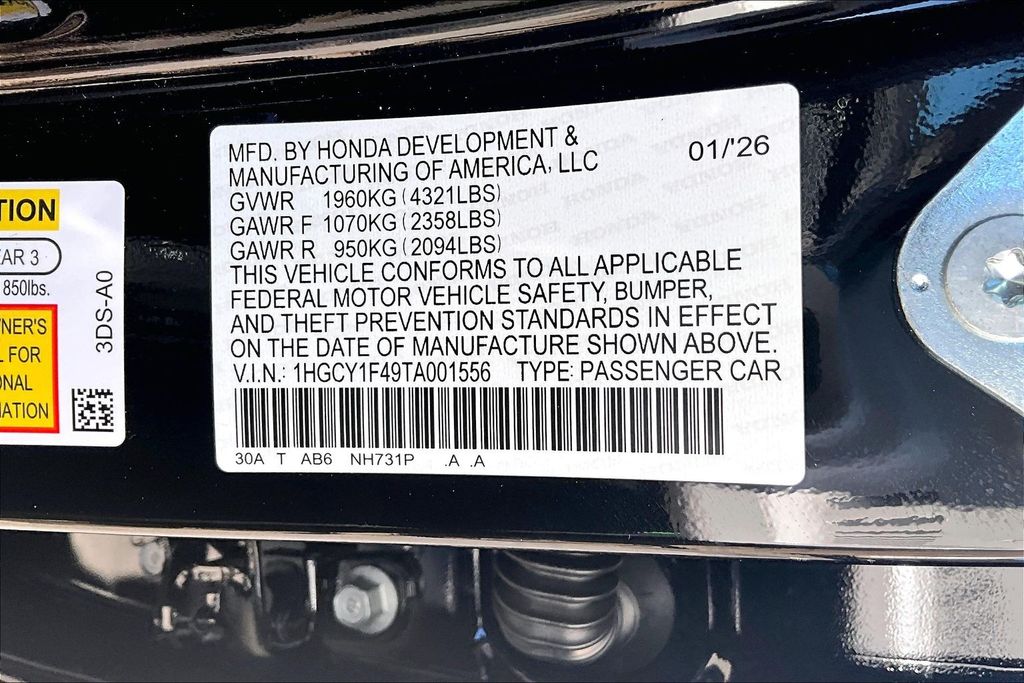 TION
EAR 3
850lbs.
WNER'S
L FOR
ONAL
MATION
3DS-A0
MFD. BY HONDA DEVELOPMENT &
MANUFACTURING OF AMERICA, LLC
01/'26
GVWR 1960KG (4321LBS)
GAWR F 1070KG (2358LBS)
GAWR R 950KG (2094LBS)
THIS VEHICLE CONFORMS TO ALL APPLICABLE
FEDERAL MOTOR VEHICLE SAFETY, BUMPER,
AND THEFT PREVENTION STANDARDS IN EFFECT
ON THE DATE OF MANUFACTURE SHOWN ABOVE.
V.I.N.: 1HGCY1F49TA001556 TYPE: PASSENGER CAR
30A T AB6 NH731P .A .A